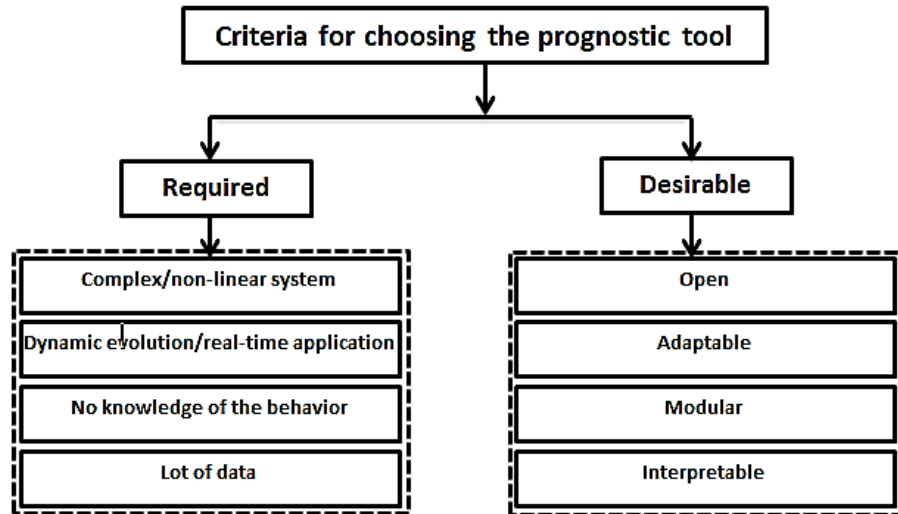 Criteria for choosing the prognostic tool
Required
Desirable
Complex/non-linear system
Dynamic evolution/real-time application
No knowledge of the behavior
Lot of data
Open
Adaptable
Modular
Interpretable